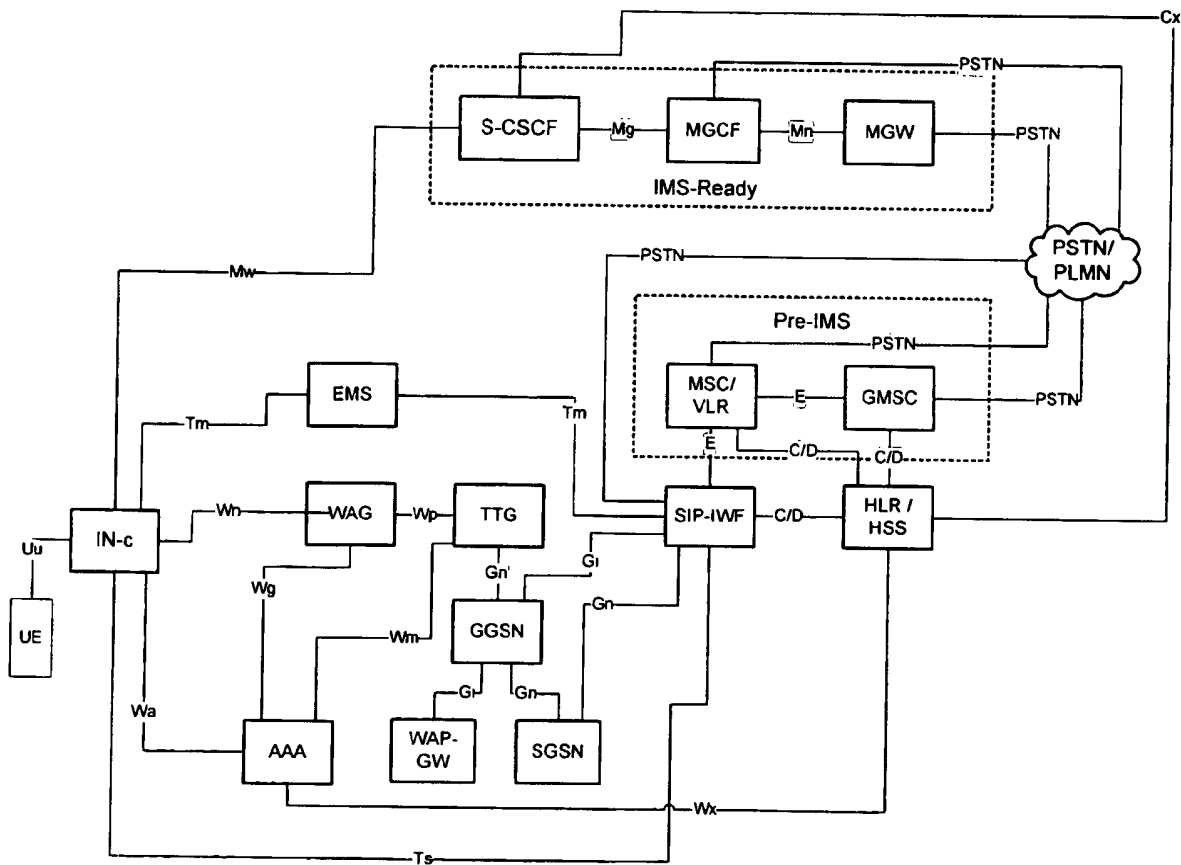 Cx
PSTN
S-CSCF
Mg
MGCF
Mn
MGW
PSTN
IMS-Ready
Mw
PSTN
PSTN/
PLMN
Pre-IMS
PSTN
EMS
MSC/
VLR
E
GMSC
PSTN
Tm
Tm
E
C/D
C/D
Wn
WAG
Wp
TTG
SIP-IWF
C/D
HLR /
HSS
IN-c
Uu
Wg
Gn'
Gi
Gn
UE
Wm
GGSN
Gi
Gn
Wa
AAA
WAP-
GW
SGSN
Wx
Ts